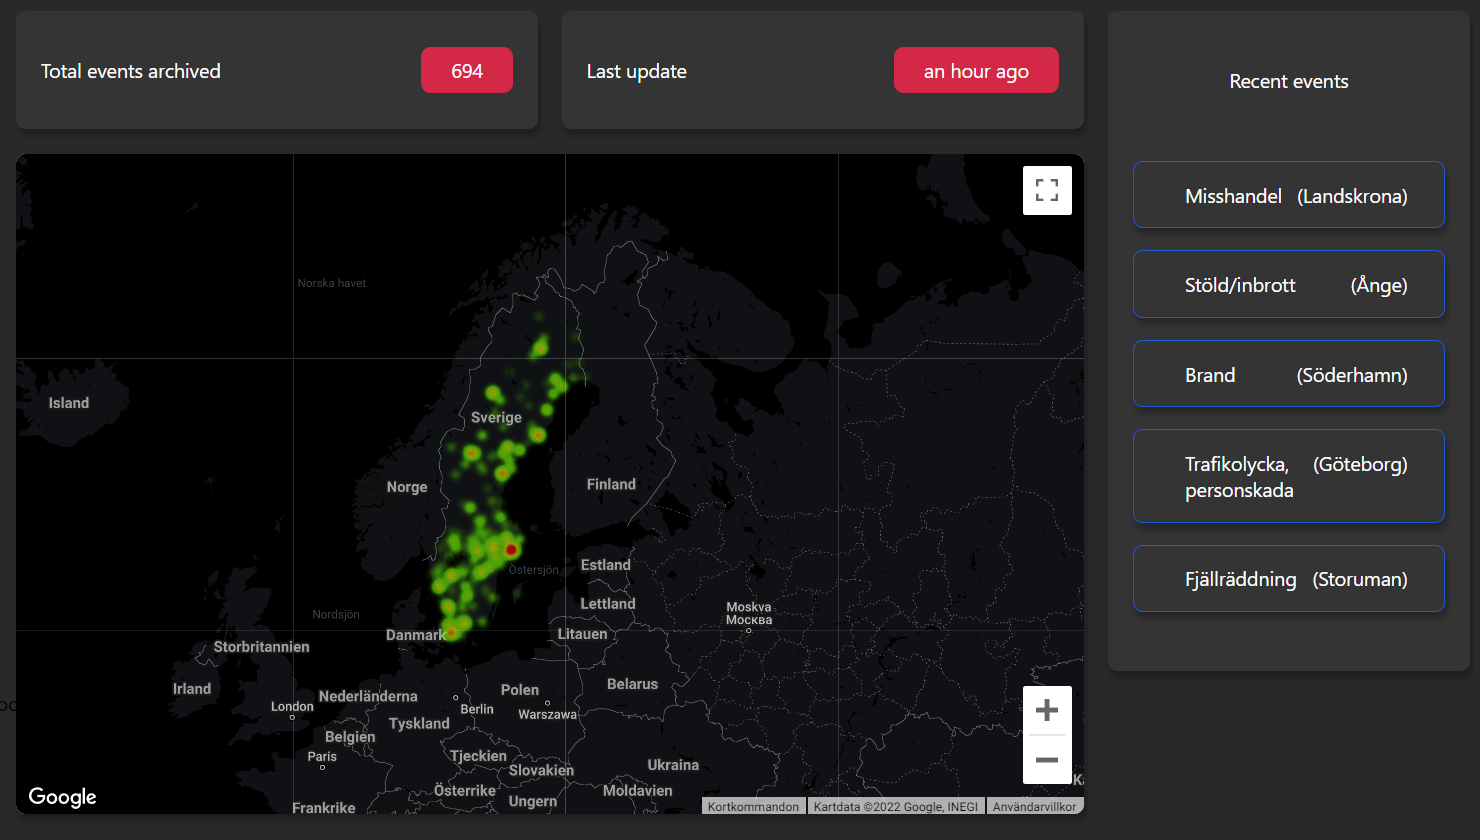 Total events archived
694
Last update
an hour ago
Recent events
Misshandel (Landskrona)
Stöld/inbrott (Ånge)
Brand (Söderhamn)
Trafikolycka, (Göteborg)
personskada
Fjällräddning (Storuman)
Norska havet
Island
Sverige
Norge
Finland
Östersjön
Estland
Nordsjön
Lettland
Moskva
Москва
Danmark
Litauen
Storbritannien
Irland
Nederländerna
Polen
Belarus
London
Berlin
Warszawa
Tyskland
Belgien
Paris
Tjeckien
Slovakien
Ukraina
Österrike
Moldavien
Ungern
Frankrike
Google
Kortkommandon
Kartdata ©2022 Google, INEGI
Användarvillkor